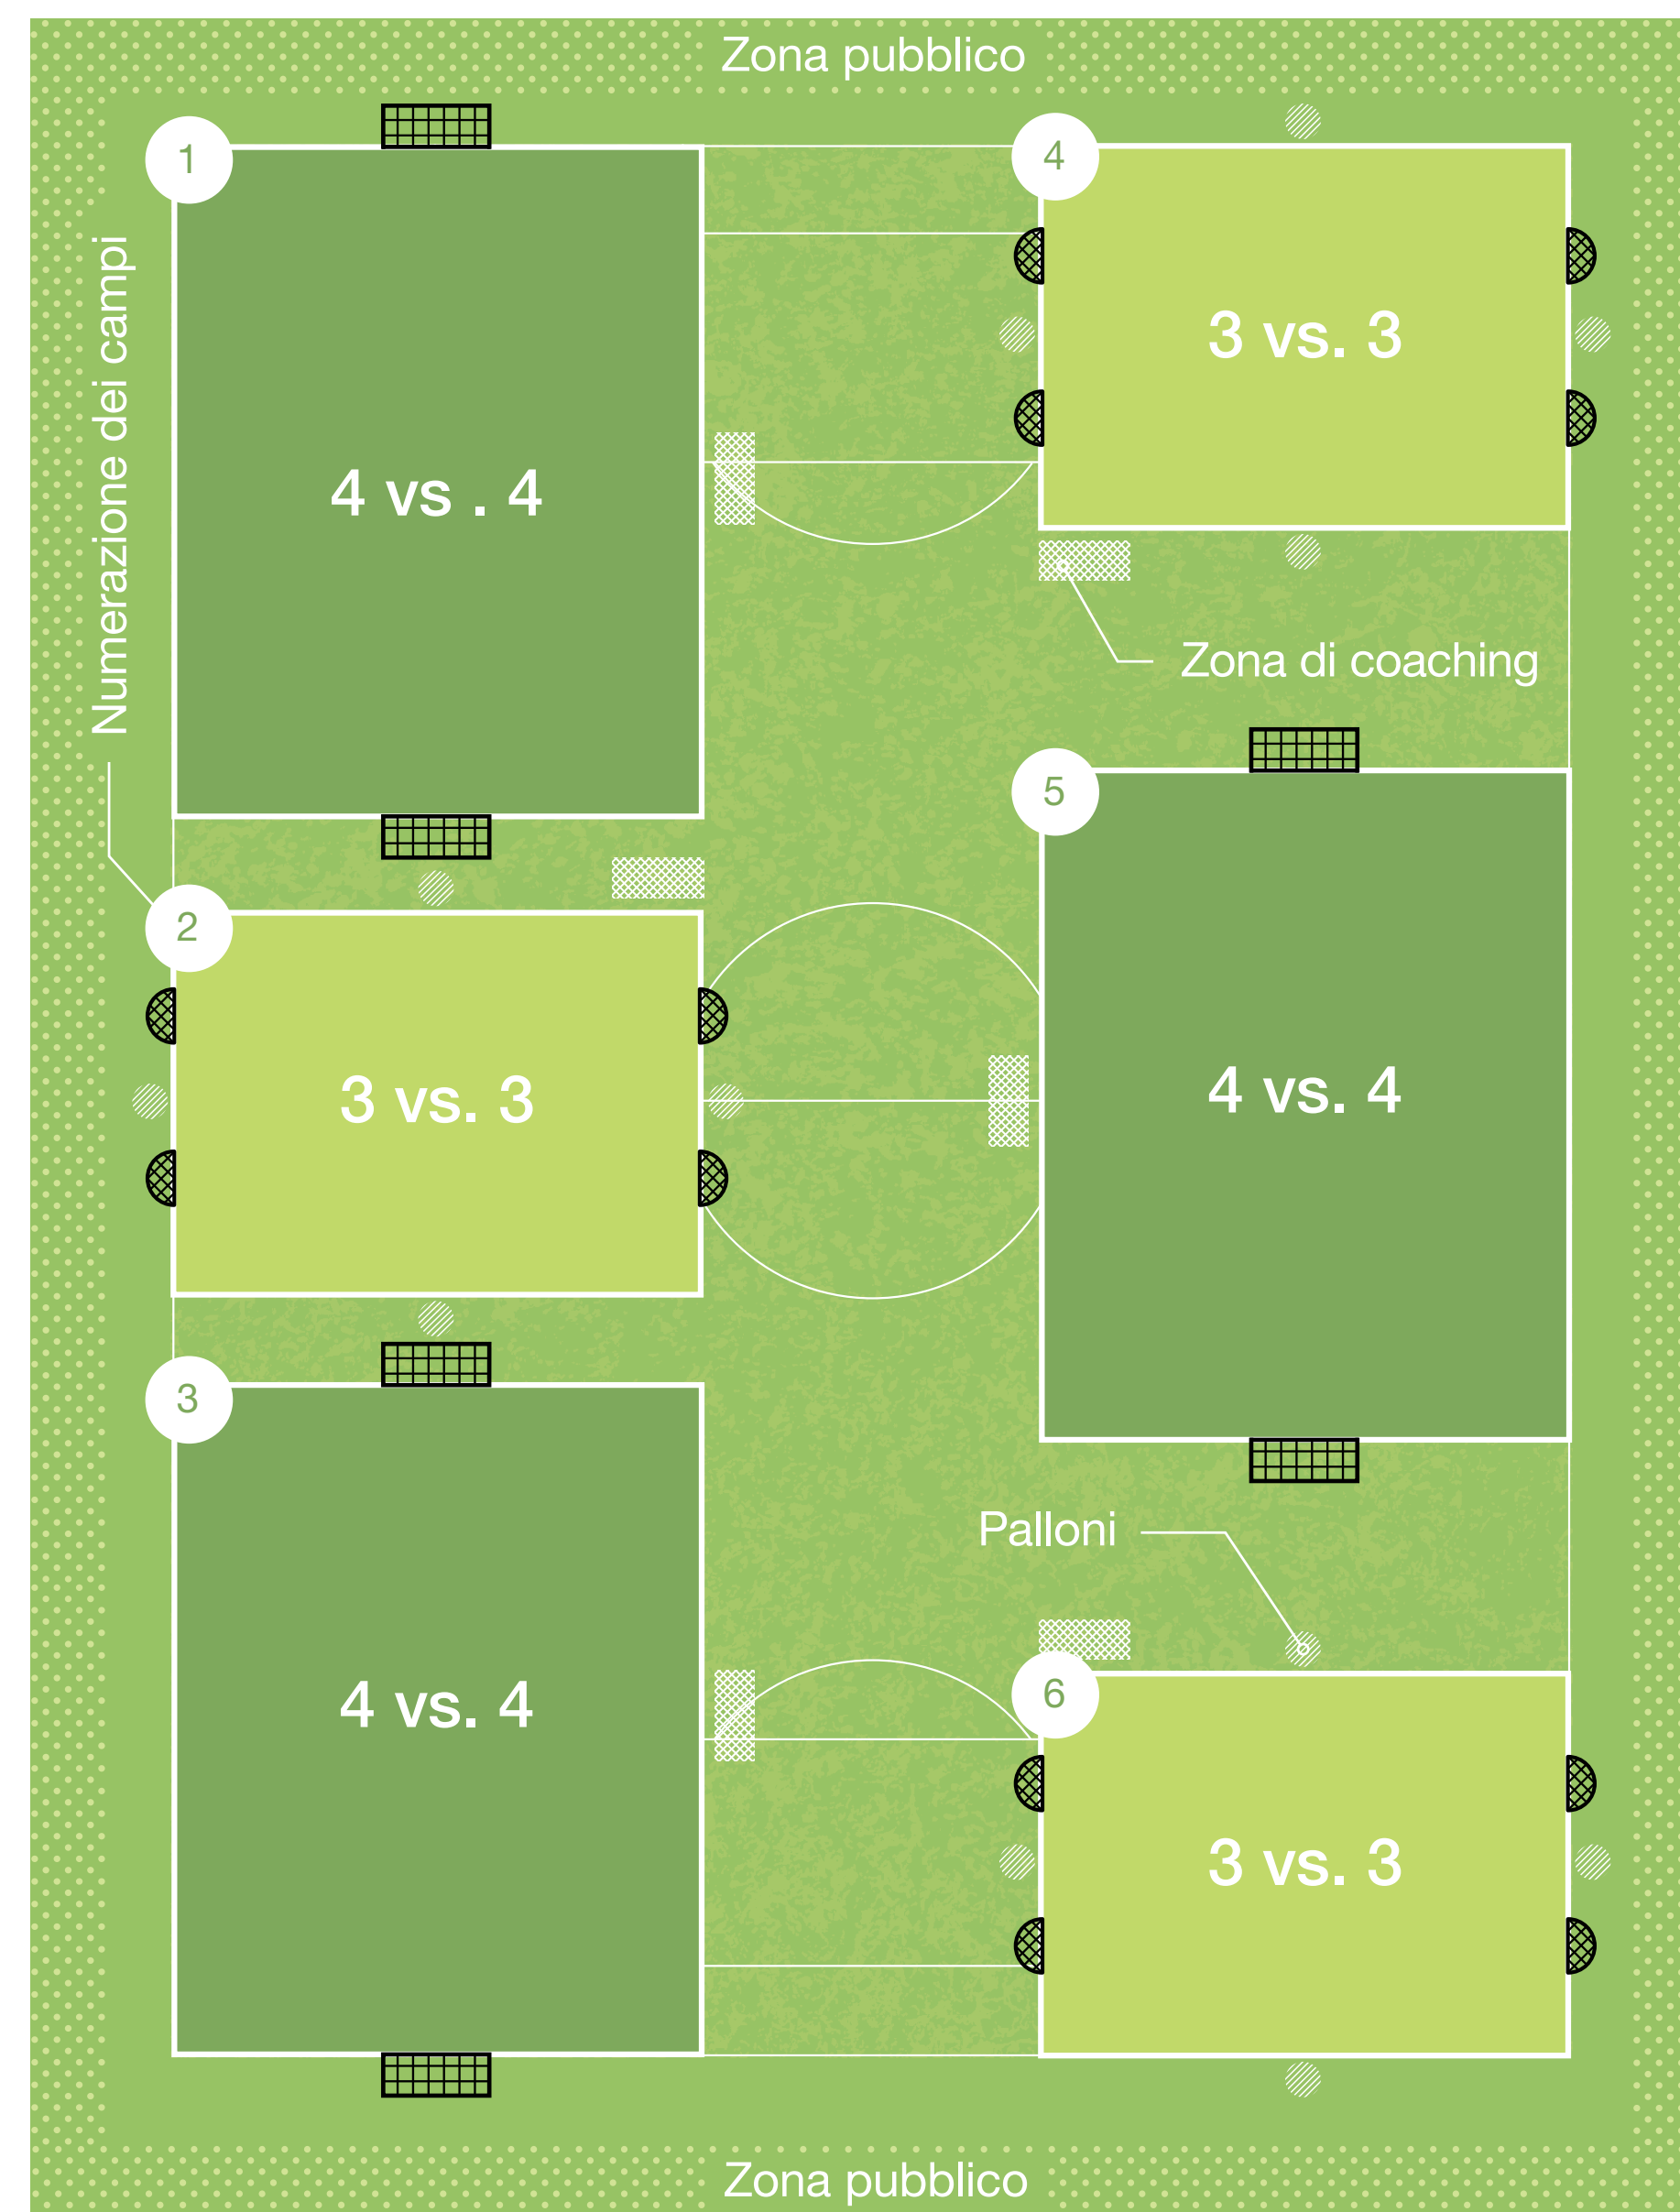 Zona pubblico
1
4
Numerazione dei campi
3 vs. 3
4 vs . 4
Zona di coaching
5
2
3 vs. 3
4 vs. 4
3
Palloni
6
4 vs. 4
3 vs. 3
Zona pubblico